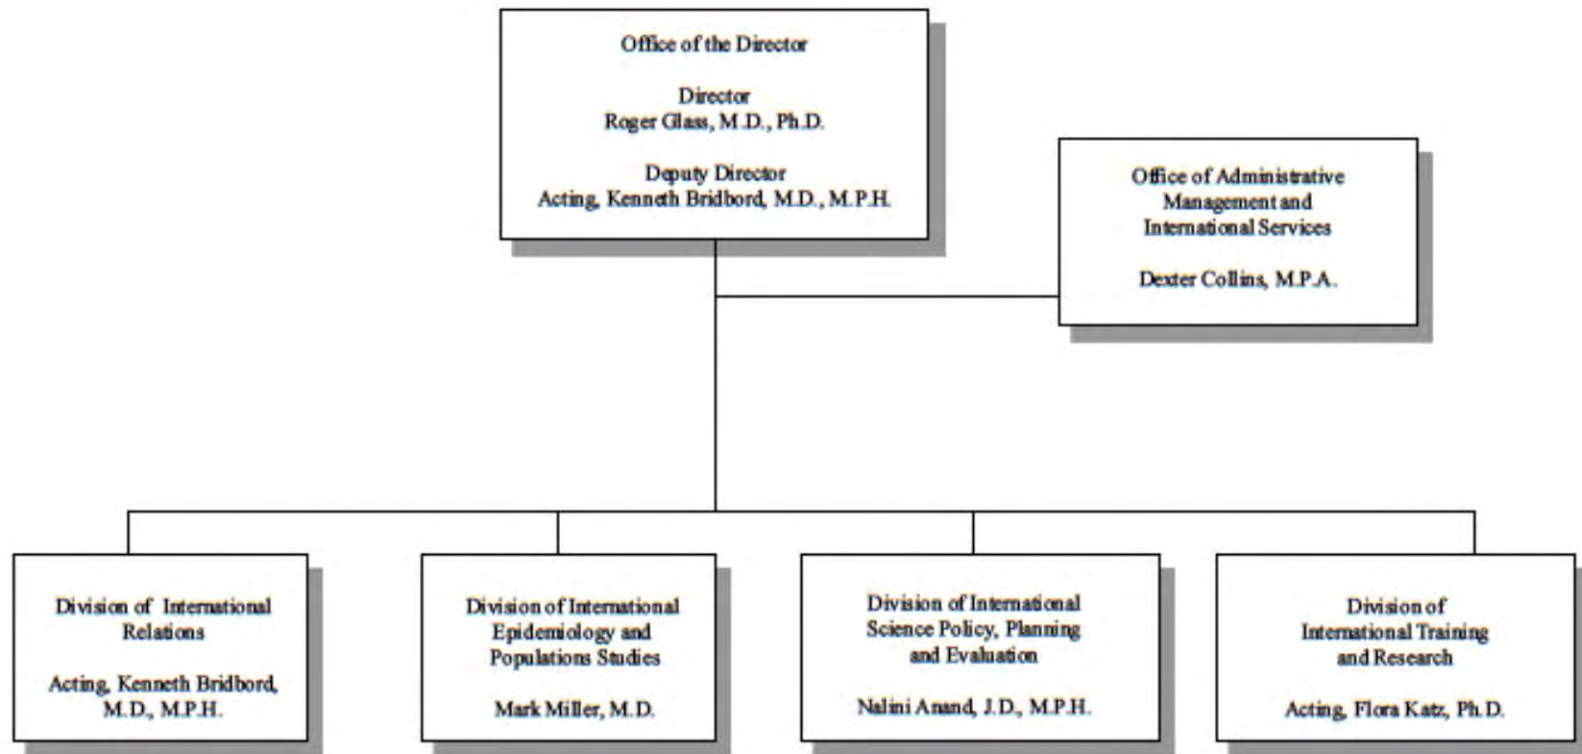 Office of the Director
Director
Roger Glass, M.D., Ph.D.
Deputy Director
Acting, Kenneth Bridbord, M.D., M.P.H.
Office of Administrative
Management and
International Services
Dexter Collins, M.P.A.
Division of International
Relations
Acting, Kenneth Bridbord,
M.D., M.P.H.
Division of International
Epidemiology and
Populations Studies
Mark Miller, M.D.
Division of International
Science Policy, Planning
and Evaluation
Nalini Anand, J.D., M.P.H.
Division of
International Training
and Research
Acting, Flora Katz, Ph.D.